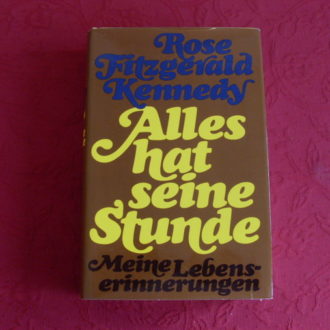 Rose
Fitzgerald
Kennedy
Alles
hat
seine
Stunde
Meine Lebens-
erinnerungen